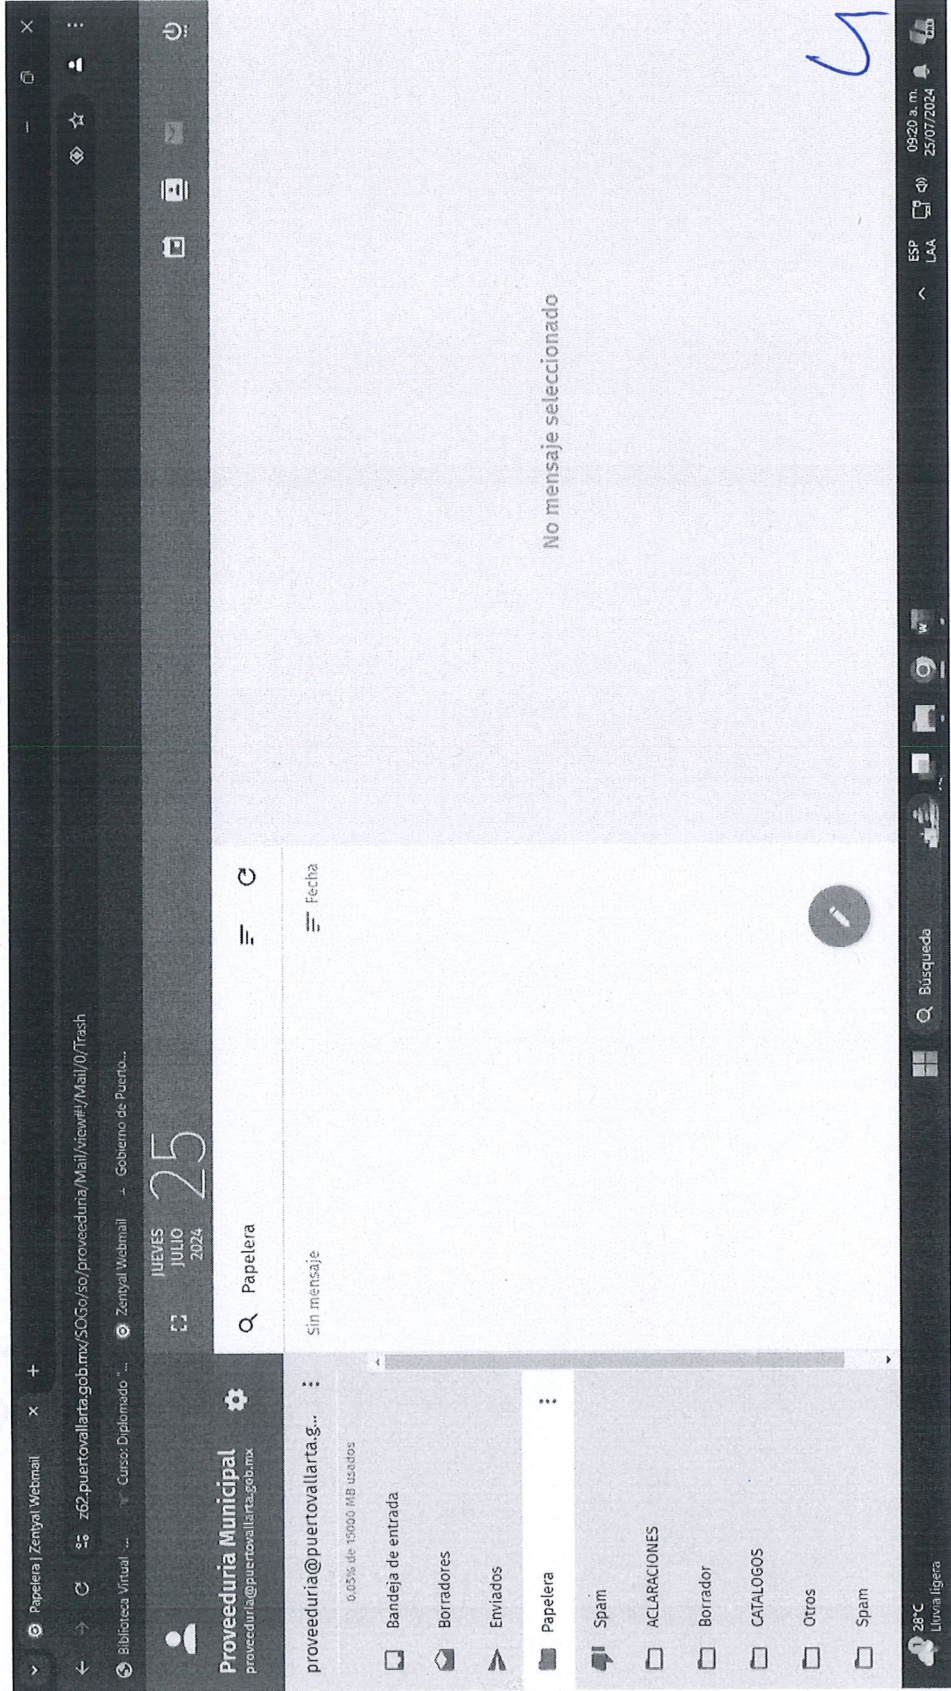 Papelera | Zentyal Webmail
z62.puertovallarta.gob.mx/SOGo/so/proveeduria/Mail/view#!/Mail/0/Trash
Biblioteca Virtual ... Curso: Diplomado "... Zentyal Webmail Gobierno de Puerto...
Proveeduria Municipal
proveeduria@puertovallarta.gob.mx
JUEVES
JULIO
2024
25
Papelera
proveeduria@puertovallarta.g...
0.05% de 15000 MB usados
Sin mensaje
Fecha
Bandeja de entrada
Borradores
Enviados
Papelera
Spam
ACLARACIONES
Borrador
CATALOGOS
Otros
Spam
No mensaje seleccionado
28°C
Lluvia ligera
Búsqueda
ESP
LAA
09:20 a. m.
25/07/2024